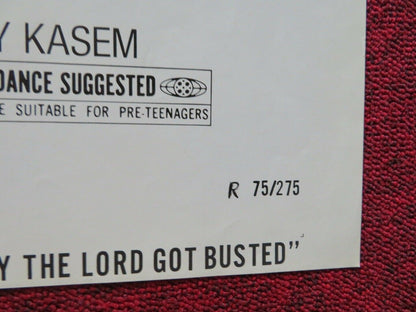 Y KASEM
DANCE SUGGESTED
E SUITABLE FOR PRE-TEENAGERS
R 75/275
Y THE LORD GOT BUSTED”